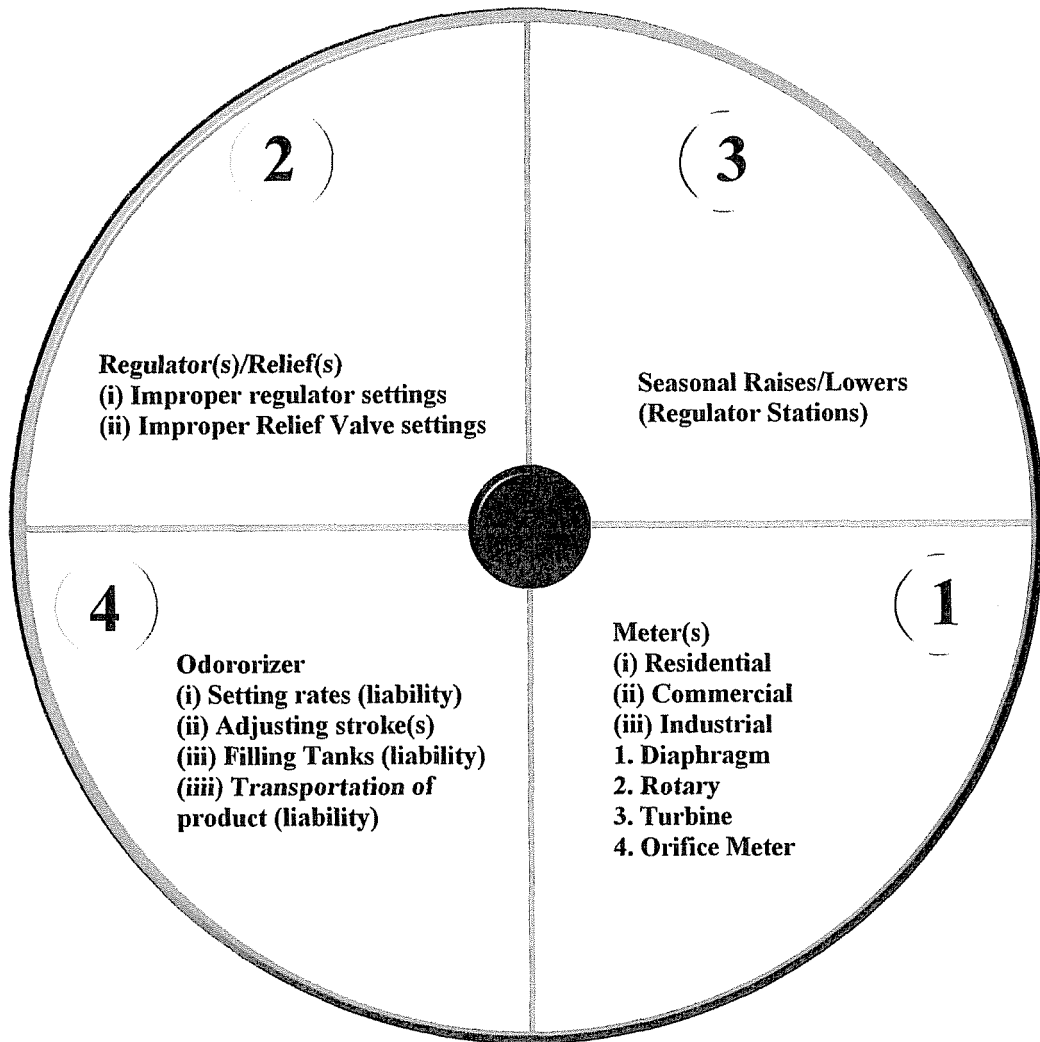 2
Regulator(s)/Relief(s)
(i) Improper regulator settings
(ii) Improper Relief Valve settings
3
Seasonal Raises/Lowers
(Regulator Stations)
4
Odororizer
(i) Setting rates (liability)
(ii) Adjusting stroke(s)
(iii) Filling Tanks (liability)
(iiii) Transportation of
product (liability)
1
Meter(s)
(i) Residential
(ii) Commercial
(iii) Industrial
1. Diaphragm
2. Rotary
3. Turbine
4. Orifice Meter